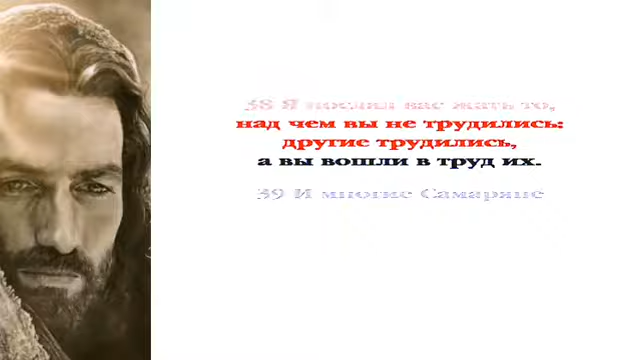 38 Я послал вас жать то,
над чем вы не трудились:
другие трудились,
а вы вошли в труд их.
39 И многие Самаряне